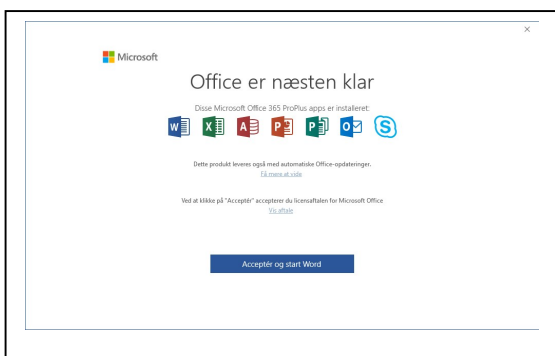 Microsoft
Office er næsten klar
Disse Microsoft Office 365 ProPlus apps er installeret:
Dette produkt leveres også med automatiske Office-opdateringer.
Få mere at vide
Ved at klikke på "Acceptér" accepterer du licensaftalen for Microsoft Office
Vis aftale
Acceptér og start Word